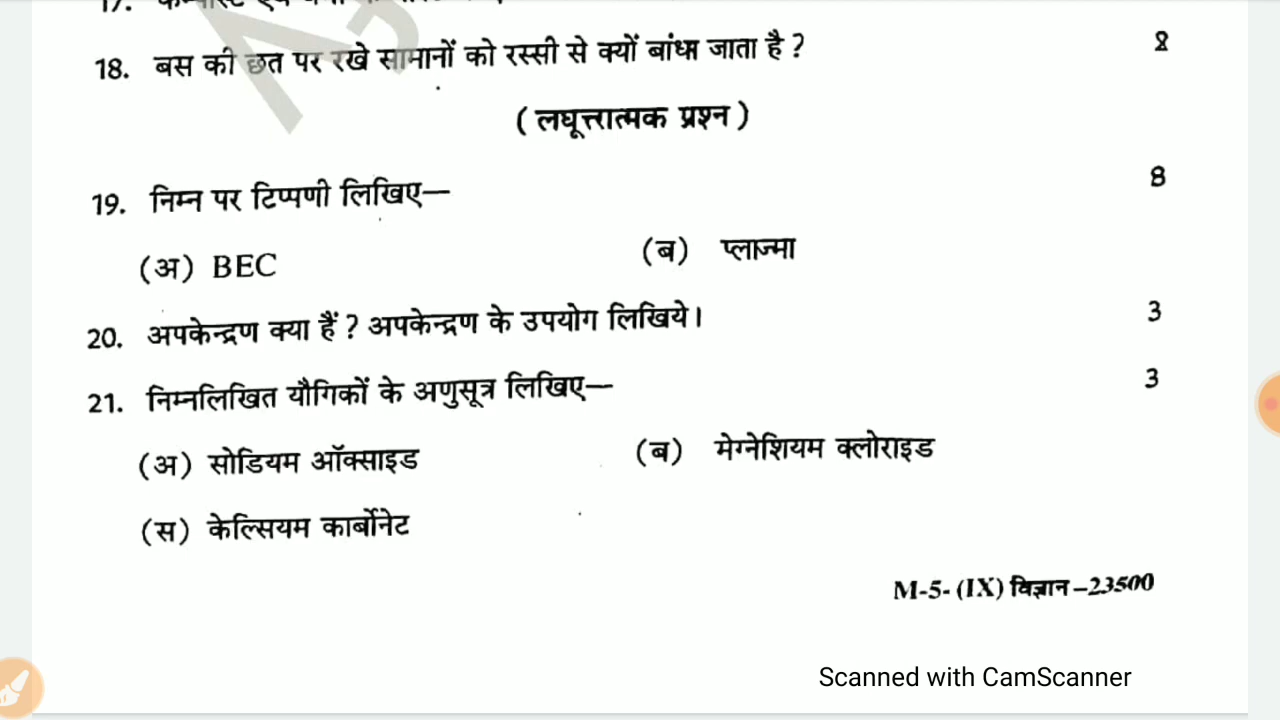 17.
18. बस की छत पर रखे सामानों को रस्सी से क्यों बांधा जाता है ? 2
( लघूत्तरात्मक प्रश्न )
19. निम्न पर टिप्पणी लिखिए— 3
(अ) BEC (ब) प्लाज्मा
20. अपकेन्द्रण क्या हैं ? अपकेन्द्रण के उपयोग लिखिये। 3
21. निम्नलिखित यौगिकों के अणुसूत्र लिखिए— 3
(अ) सोडियम ऑक्साइड (ब) मेग्नेशियम क्लोराइड
(स) केल्सियम कार्बोनेट
M-5- (IX) विज्ञान –23500
Scanned with CamScanner